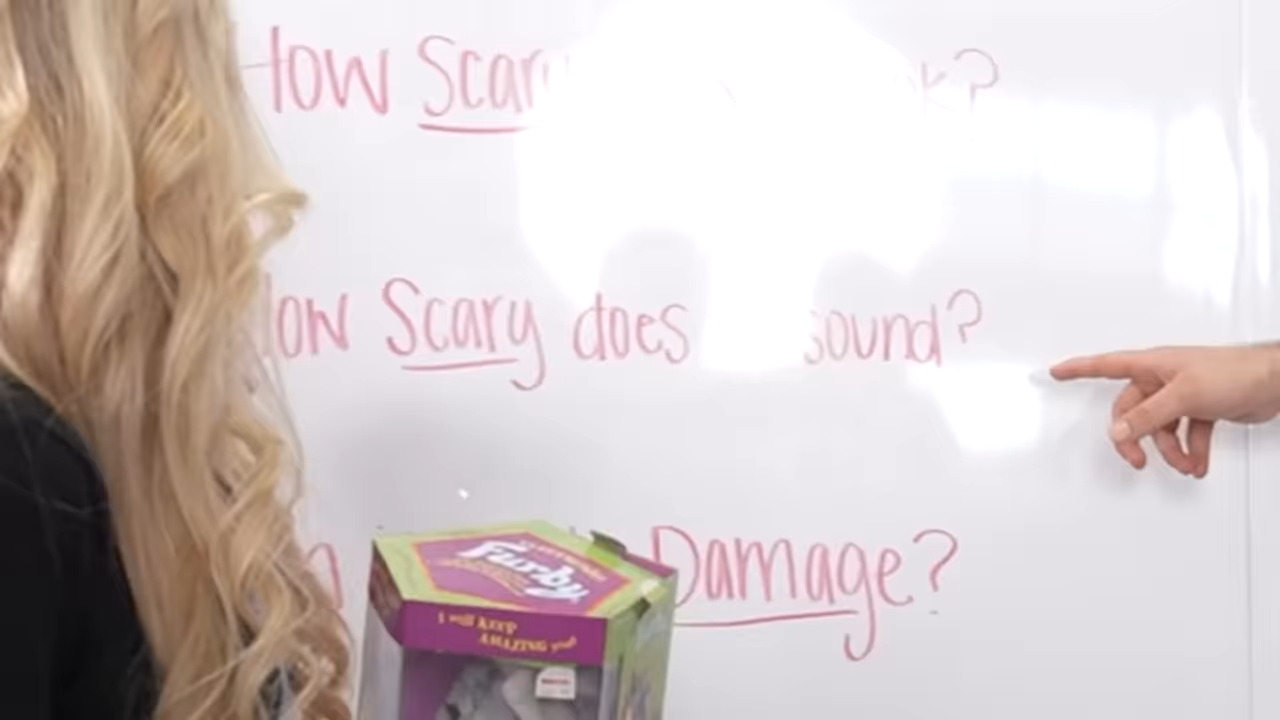 How Scary
How Scary does sound?
Damage?
Furby
I will KEEP
AMAZING you!